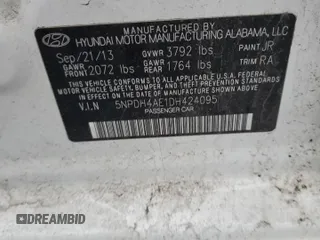 HYUNDAI MOTOR MANUFACTURING ALABAMA, LLC
Sep/21/13 GVWR 3792 lbs PAINT JR
GAWR FRONT 2072 lbs GAWR REAR 1764 lbs TRIM RA
THIS VEHICLE CONFORMS TO ALL APPLICABLE FEDERAL MOTOR VEHICLE SAFETY, BUMPER, AND THEFT PREVENTION STANDARDS IN EFFECT ON THE DATE OF MANUFACTURE SHOWN ABOVE.
V.I.N 5NPDH4AE1DH424095
PASSENGER CAR
DREAMBID